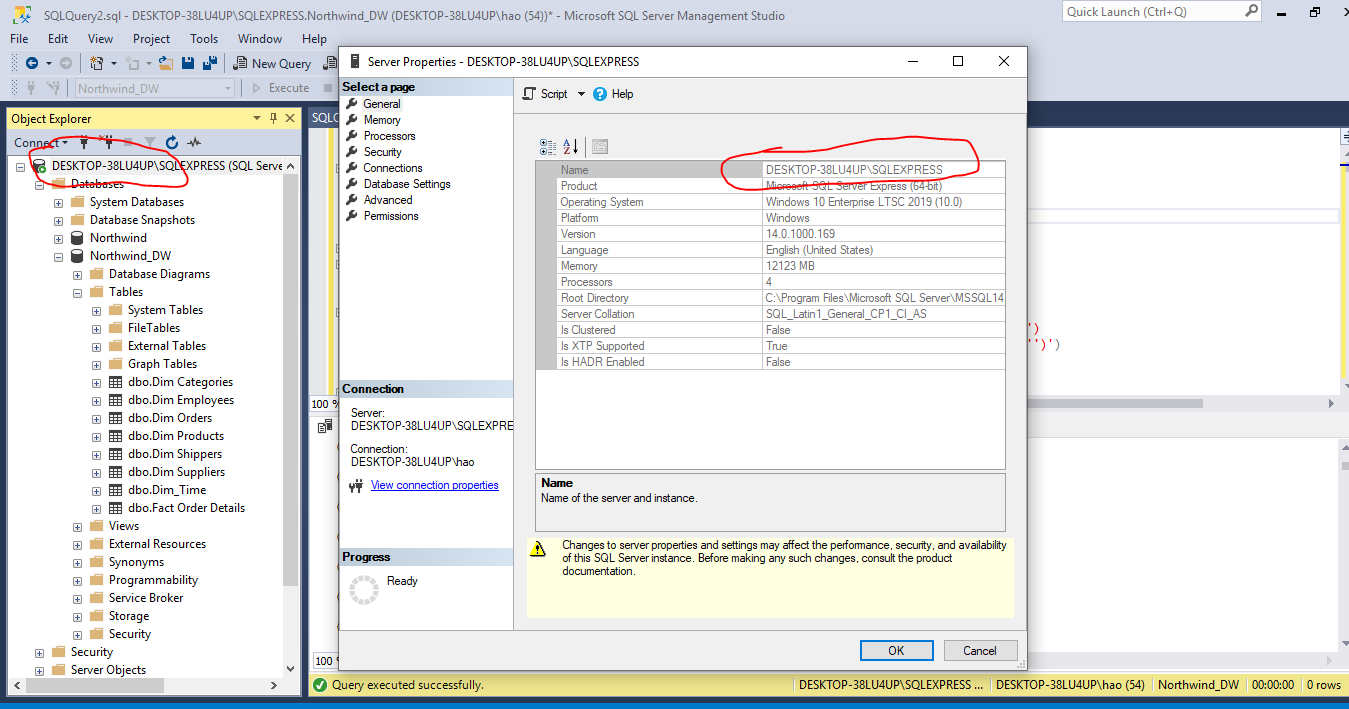 SQLQuery2.sql - DESKTOP-38LU4UP\SQLEXPRESS.Northwind_DW (DESKTOP-38LU4UP\hao (54))* - Microsoft SQL Server Management Studio
Quick Launch (Ctrl+Q)
File Edit View Project Tools Window Help
New Query
Northwind_DW
Execute
Object Explorer
Connect
DESKTOP-38LU4UP\SQLEXPRESS (SQL Serve
Databases
System Databases
Database Snapshots
Northwind
Northwind_DW
Database Diagrams
Tables
System Tables
FileTables
External Tables
Graph Tables
dbo.Dim Categories
dbo.Dim Employees
dbo.Dim Orders
dbo.Dim Products
dbo.Dim Shippers
dbo.Dim Suppliers
dbo.Dim_Time
dbo.Fact Order Details
Views
External Resources
Synonyms
Programmability
Service Broker
Storage
Security
Security
Server Objects
SQLC
100 %
100 %
Server Properties - DESKTOP-38LU4UP\SQLEXPRESS
Select a page
General
Memory
Processors
Security
Connections
Database Settings
Advanced
Permissions
Connection
Server:
DESKTOP-38LU4UP\SQLEXPRE
Connection:
DESKTOP-38LU4UP\hao
View connection properties
Progress
Ready
Script Help
Name DESKTOP-38LU4UP\SQLEXPRESS
Product Microsoft SQL Server Express (64-bit)
Operating System Windows 10 Enterprise LTSC 2019 (10.0)
Platform Windows
Version 14.0.1000.169
Language English (United States)
Memory 12123 MB
Processors 4
Root Directory C:\Program Files\Microsoft SQL Server\MSSQL14
Server Collation SQL_Latin1_General_CP1_CI_AS
Is Clustered False
Is XTP Supported True
Is HADR Enabled False
Name
Name of the server and instance.
Changes to server properties and settings may affect the performance, security, and availability
of this SQL Server instance. Before making any such changes, consult the product
documentation.
OK Cancel
')
'')')
Query executed successfully.
DESKTOP-38LU4UP\SQLEXPRESS ... DESKTOP-38LU4UP\hao (54) Northwind_DW 00:00:00 0 rows